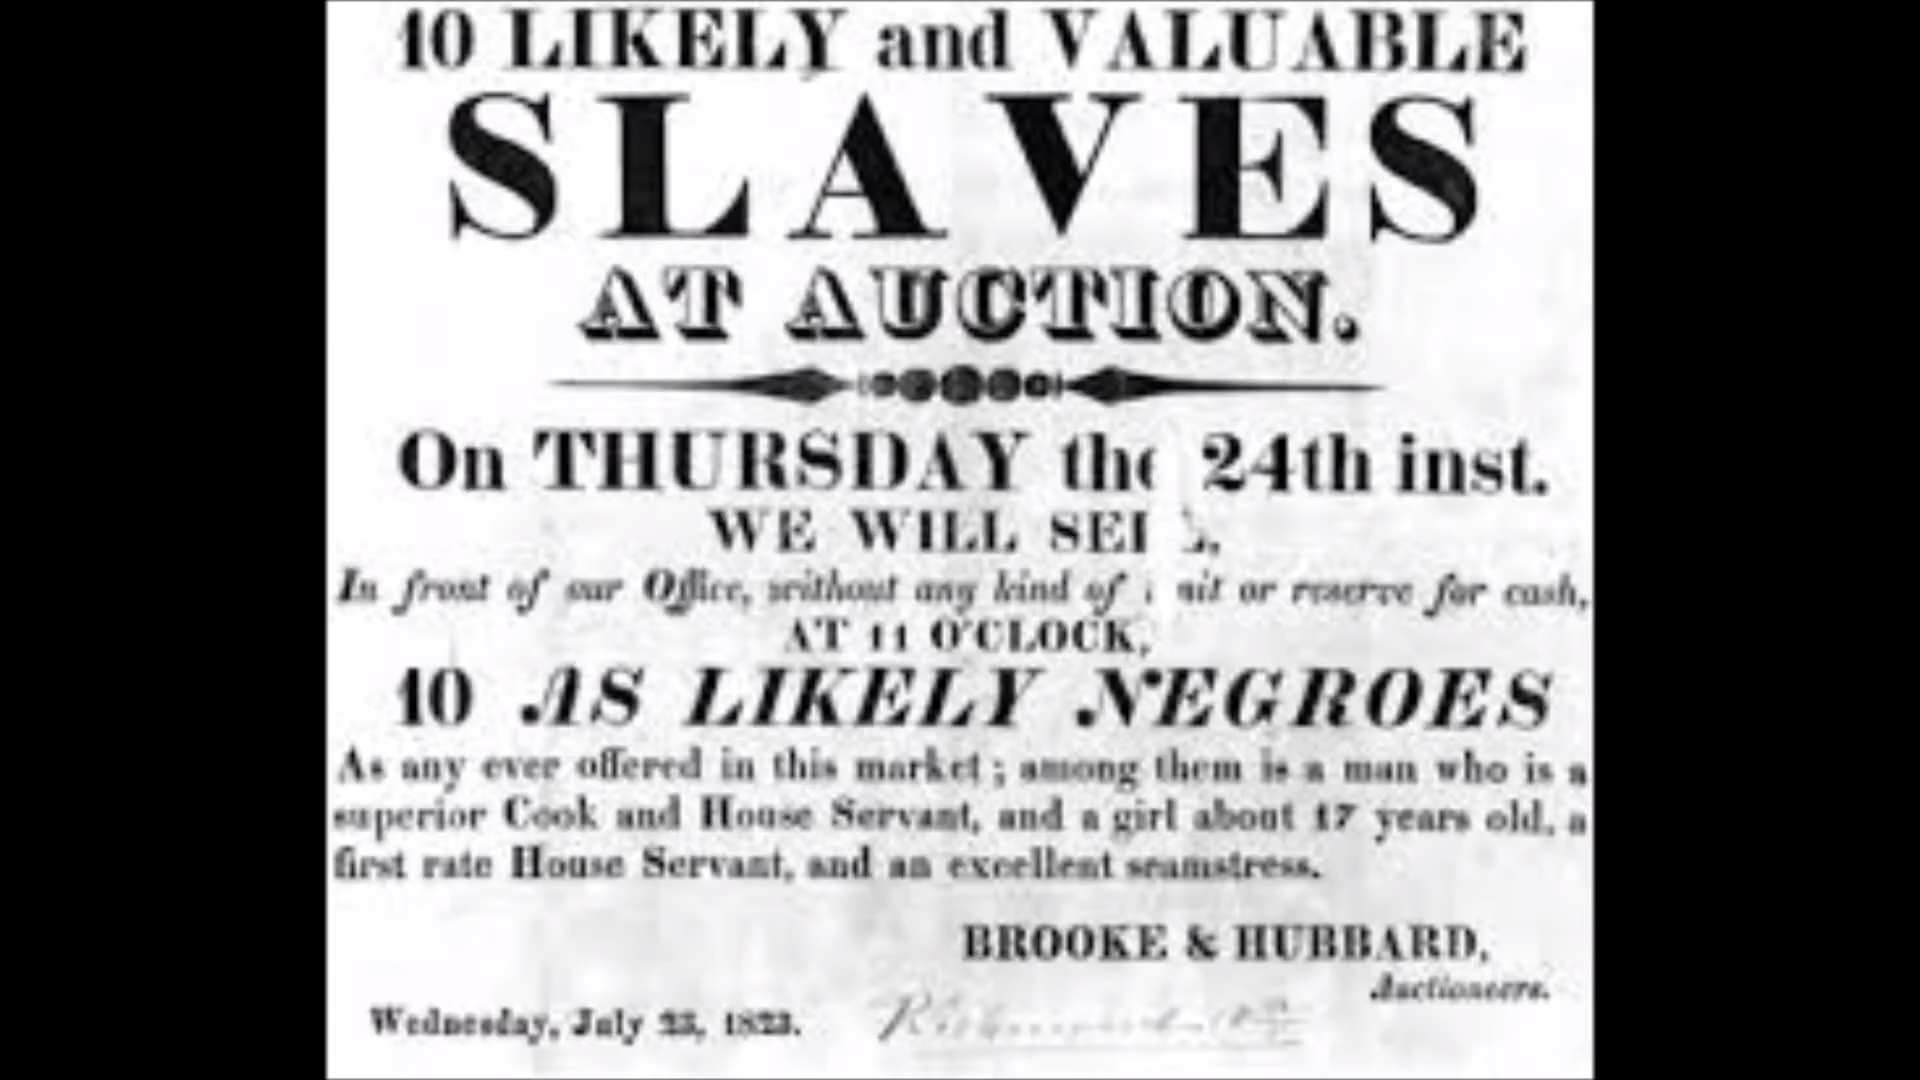 10 LIKELY and VALUABLE
SLAVES
AT AUCTION.
On THURSDAY the 24th inst.
WE WILL SELL,
In front of our Office, without any kind of or reserve for cash,
AT 11 O'CLOCK,
10 AS LIKELY NEGROES
As any ever offered in this market; among them is a man who is a
superior Cook and House Servant, and a girl about 17 years old, a
first rate House Servant, and an excellent seamstress.
BROOKE & HUBBARD,
Auctioneers.
Wednesday, July 23, 1823.